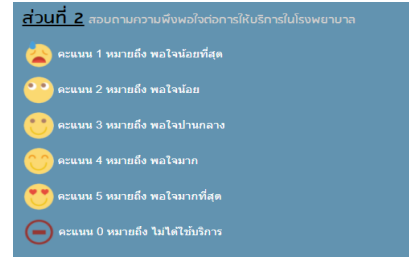 ส่วนที่ 2 สอบถามความพึงพอใจต่อการให้บริการในโรงพยาบาล
คะแนน 1 หมายถึง พอใจน้อยที่สุด
คะแนน 2 หมายถึง พอใจน้อย
คะแนน 3 หมายถึง พอใจปานกลาง
คะแนน 4 หมายถึง พอใจมาก
คะแนน 5 หมายถึง พอใจมากที่สุด
คะแนน 0 หมายถึง ไม่ได้ใช้บริการ